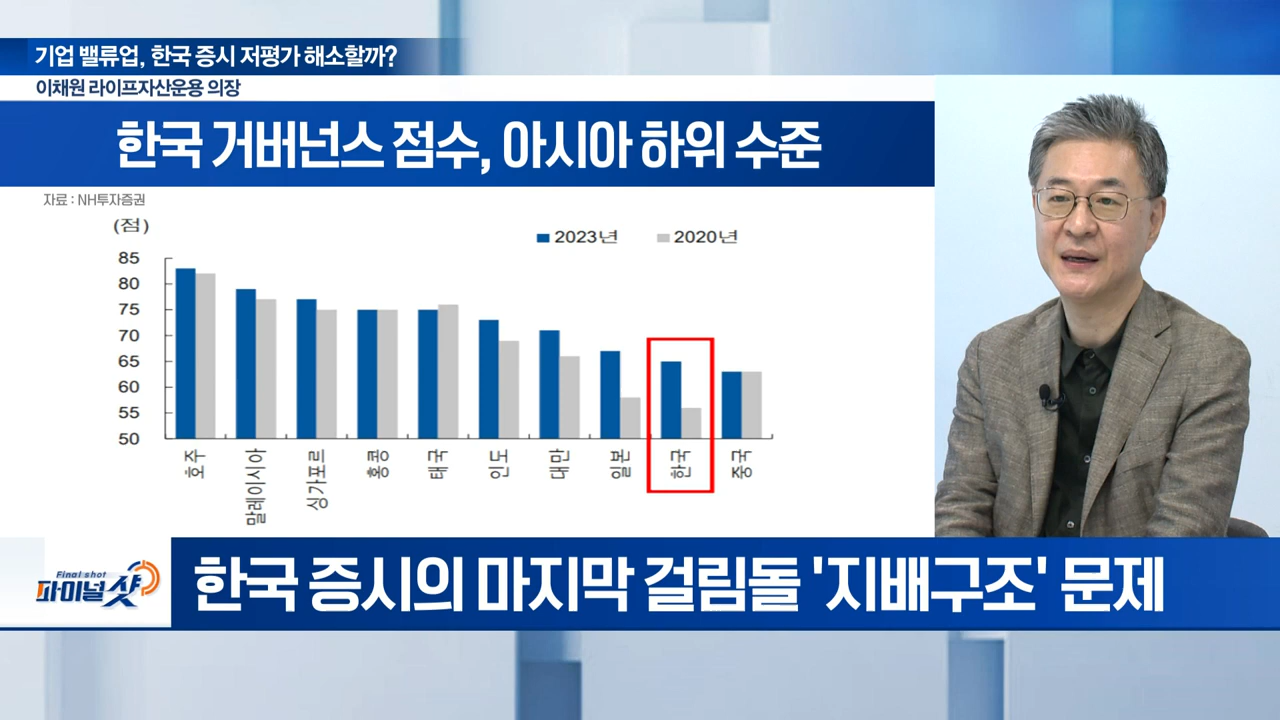 기업 밸류업, 한국 증시 저평가 해소할까?
이채원 라이프자산운용 의장
한국 거버넌스 점수, 아시아 하위 수준
자료 : NH투자증권
(점)
2023년 2020년
85
80
75
70
65
60
55
50
호주 말레이시아 싱가포르 홍콩 태국 인도 대만 일본 한국 중국
Final shot
파이널샷
한국 증시의 마지막 걸림돌 '지배구조' 문제